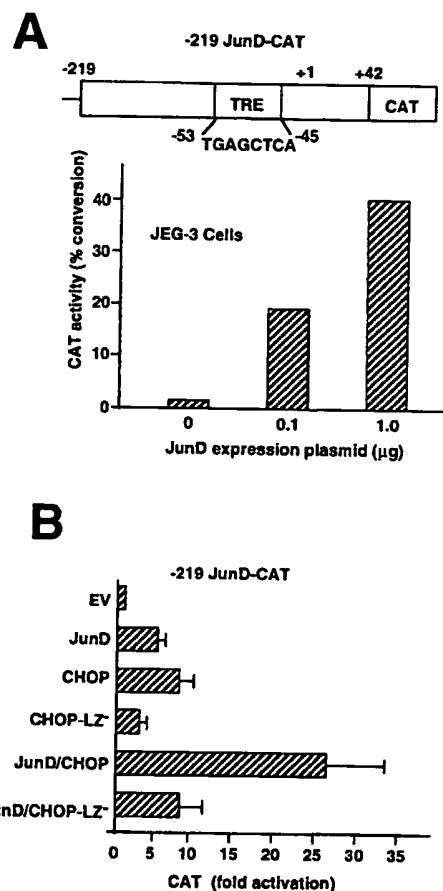 A
-219 JunD-CAT
-219
+1
+42
TRE
CAT
-53
TGAGCTCA
-45
CAT activity (% conversion)
40
30
20
10
0
JEG-3 Cells
0
0.1
1.0
JunD expression plasmid (µg)
B
-219 JunD-CAT
EV
JunD
CHOP
CHOP-LZ⁻
JunD/CHOP
nD/CHOP-LZ⁻
0 5 10 15 20 25 30 35
CAT (fold activation)